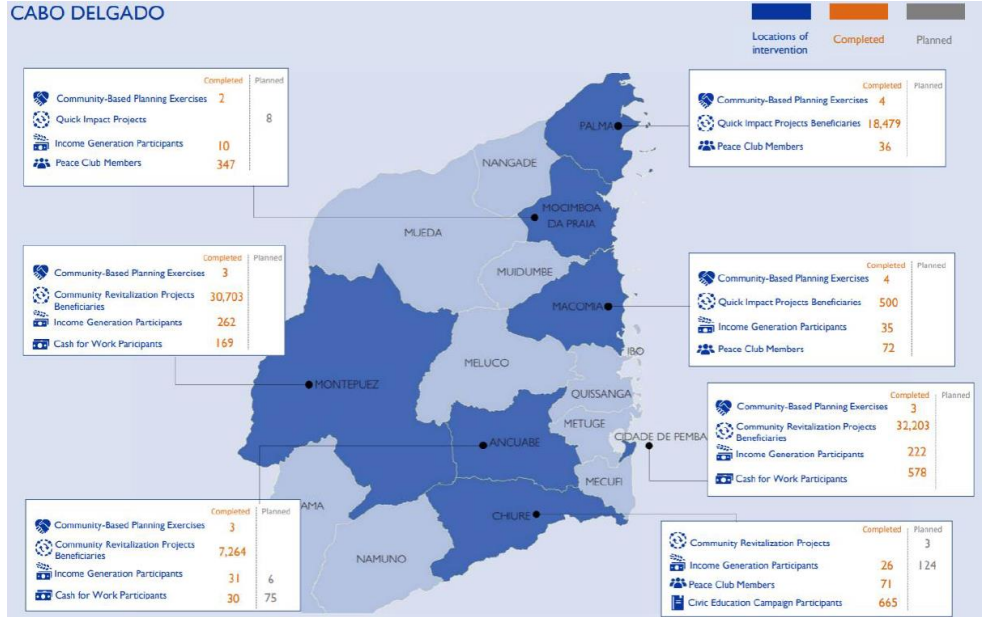 CABO DELGADO
Locations of
intervention
Completed
Planned
Completed Planned
Community-Based Planning Exercises 2
Quick Impact Projects 8
Income Generation Participants 10
Peace Club Members 347
Completed Planned
Community-Based Planning Exercises 4
Quick Impact Projects Beneficiaries 18,479
Peace Club Members 36
PALMA
NANGADE
MOCIMBOA
DA PRAIA
MUEDA
MUIDUMBE
Completed Planned
Community-Based Planning Exercises 3
Community Revitalization Projects
Beneficiaries 30,703
Income Generation Participants 262
Cash for Work Paricipants 169
Completed Planned
Community-Based Planning Exercises 4
Quick Impact Projects Beneficiaries 500
Income Generation Participants 35
Peace Club Members 72
MACOMIA
MELUCO
IBO
MONTEPUEZ
QUISSANGA
METUGE
CIDADE DE PEMBA
ANCUABE
MECUFI
Completed Planned
Community-Based Planning Exercises 3
Community Revitalization Projects
Beneficiaries 32,203
Income Generation Participants 222
Cash for Work Participants 578
AMA
CHIURE
NAMUNO
Completed Planned
Community-Based Planning Exercises 3
Community Revitalization Projects
Beneficiaries 7,264
Income Generation Participants 31 6
Cash for Work Participants 30 75
Completed Planned
Community Revitalization Projects 3
Income Generation Participants 26 124
Peace Club Members 71
Civic Education Campaign Participants 665